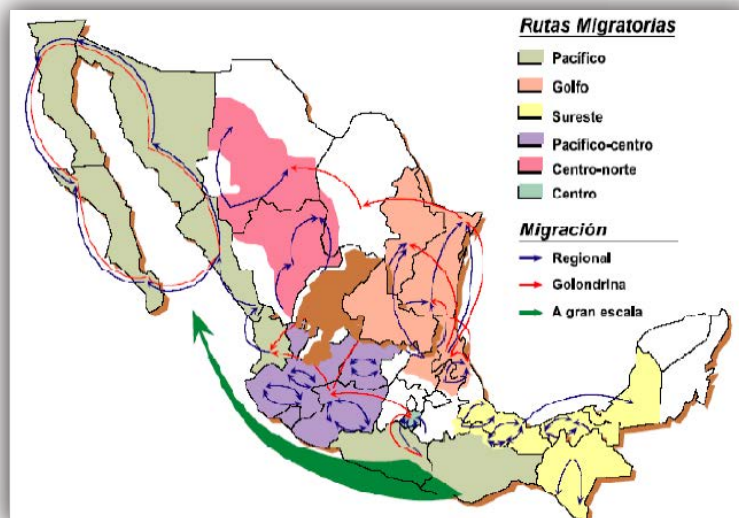 Rutas Migratorias
Pacífico
Golfo
Sureste
Pacífico-centro
Centro-norte
Centro
Migración
Regional
Golondrina
A gran escala